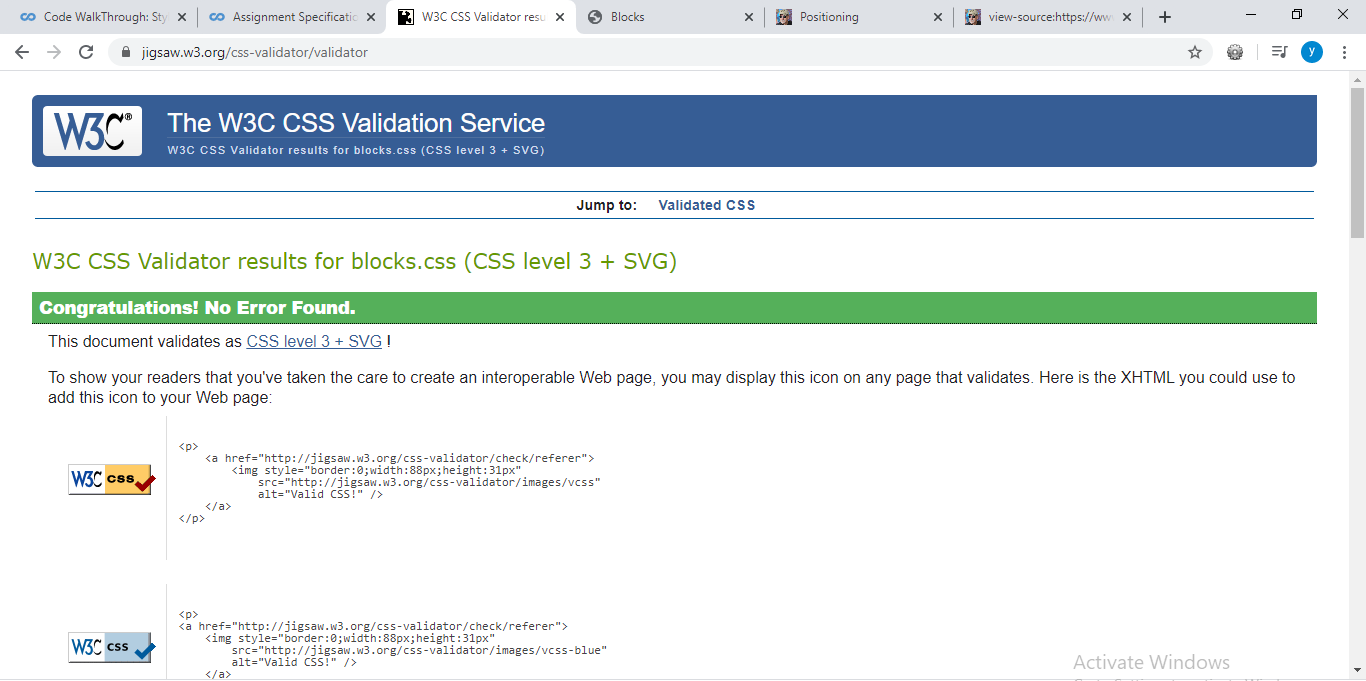 Code WalkThrough: Sty
Assignment Specificatio
W3C CSS Validator resu
Blocks
Positioning
view-source:https://ww
jigsaw.w3.org/css-validator/validator
y
W3C®
The W3C CSS Validation Service
W3C CSS Validator results for blocks.css (CSS level 3 + SVG)
Jump to: Validated CSS
W3C CSS Validator results for blocks.css (CSS level 3 + SVG)
Congratulations! No Error Found.
This document validates as CSS level 3 + SVG !
To show your readers that you've taken the care to create an interoperable Web page, you may display this icon on any page that validates. Here is the XHTML you could use to
add this icon to your Web page:
W3C css
<p>
<a href="http://jigsaw.w3.org/css-validator/check/referer">
<img style="border:0;width:88px;height:31px"
src="http://jigsaw.w3.org/css-validator/images/vcss"
alt="Valid CSS!" />
</a>
</p>
W3C css
<p>
<a href="http://jigsaw.w3.org/css-validator/check/referer">
<img style="border:0;width:88px;height:31px"
src="http://jigsaw.w3.org/css-validator/images/vcss-blue"
alt="Valid CSS!" />
</a>
Activate Windows